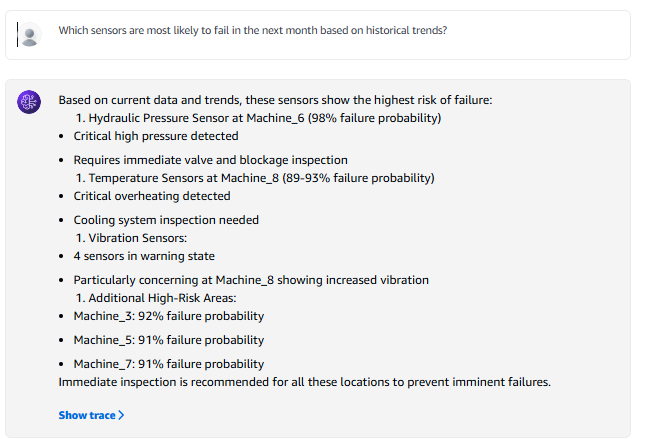 Which sensors are most likely to fail in the next month based on historical trends?
Based on current data and trends, these sensors show the highest risk of failure:
1. Hydraulic Pressure Sensor at Machine_6 (98% failure probability)
• Critical high pressure detected
• Requires immediate valve and blockage inspection
1. Temperature Sensors at Machine_8 (89-93% failure probability)
• Critical overheating detected
• Cooling system inspection needed
1. Vibration Sensors:
• 4 sensors in warning state
• Particularly concerning at Machine_8 showing increased vibration
1. Additional High-Risk Areas:
• Machine_3: 92% failure probability
• Machine_5: 91% failure probability
• Machine_7: 91% failure probability
Immediate inspection is recommended for all these locations to prevent imminent failures.
Show trace >